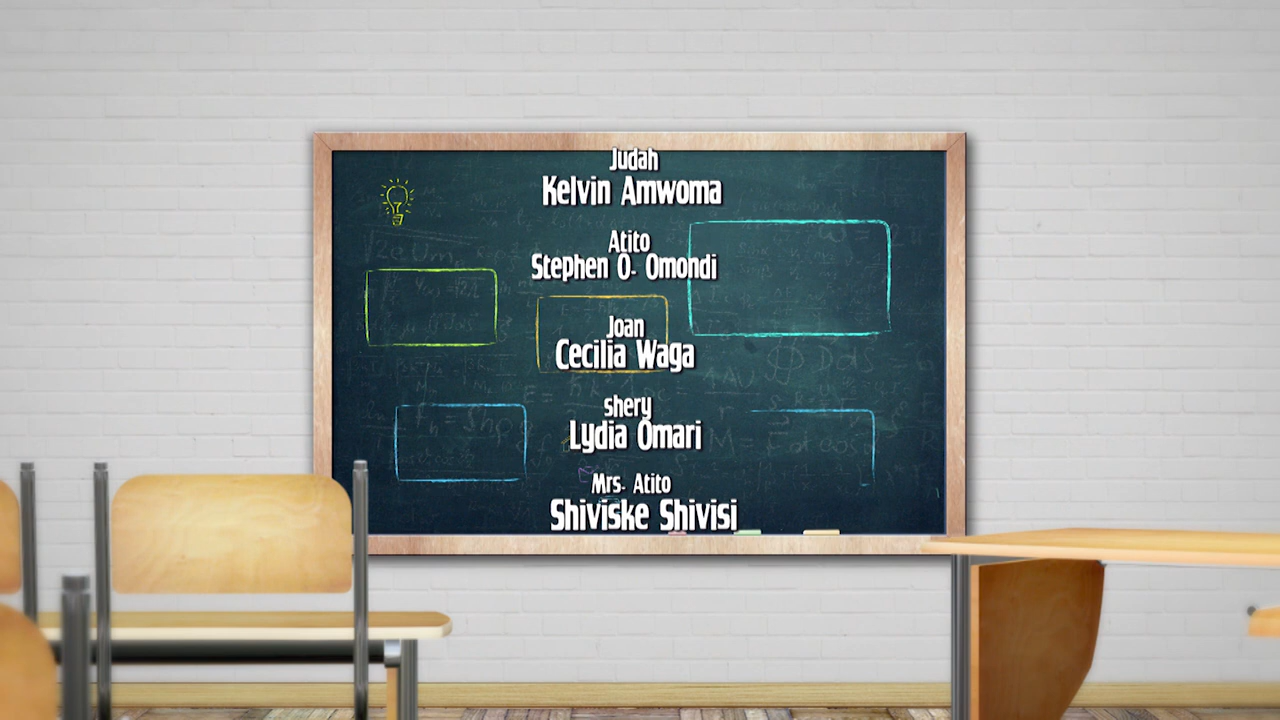 Judah
Kelvin Amwoma
Atito
Stephen O- Omondi
Joan
Cecilia Waga
shery
Lydia Omari
Mrs- Atito
Shiviske Shivisi